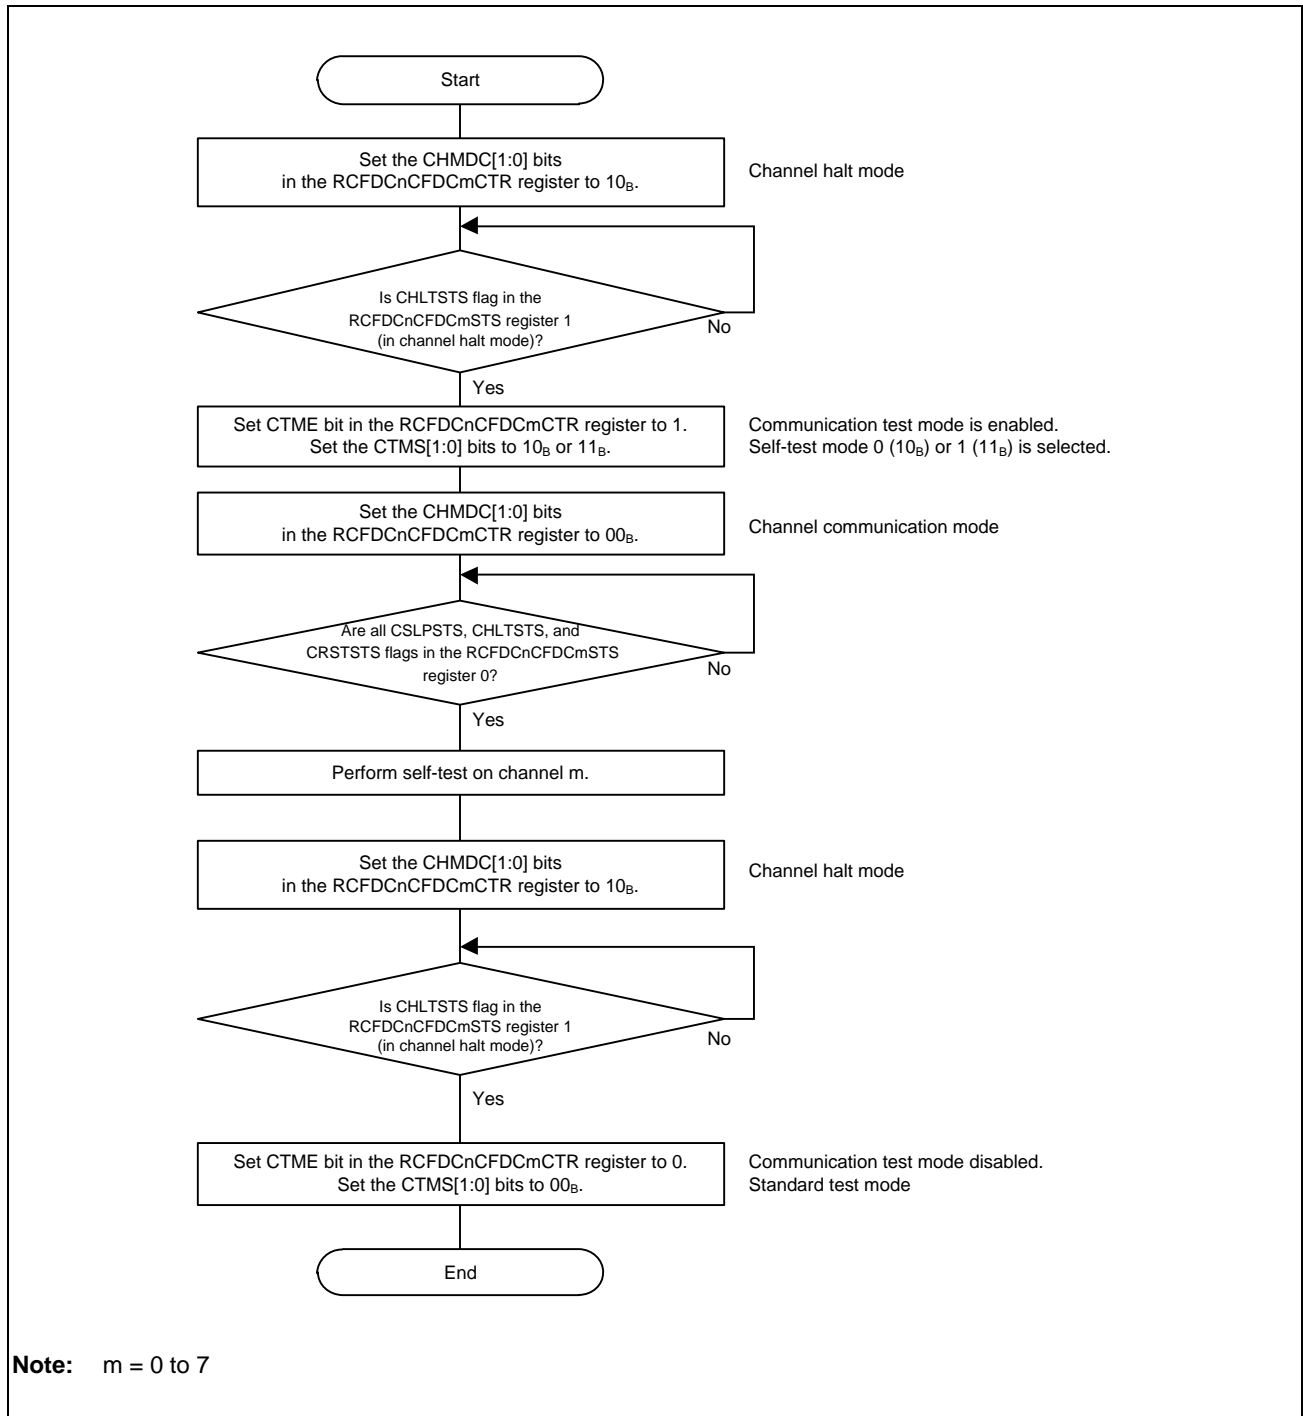 Start
Set the CHMDC[1:0] bits
in the RCFDCnCFDCmCTR register to 10B.
Channel halt mode
Is CHLTSTS flag in the
RCFDCnCFDCmSTS register 1
(in channel halt mode)?
No
Yes
Set CTME bit in the RCFDCnCFDCmCTR register to 1.
Set the CTMS[1:0] bits to 10B or 11B.
Communication test mode is enabled.
Self-test mode 0 (10B) or 1 (11B) is selected.
Set the CHMDC[1:0] bits
in the RCFDCnCFDCmCTR register to 00B.
Channel communication mode
Are all CSLPSTS, CHLTSTS, and
CRSTSTS flags in the RCFDCnCFDCmSTS
register 0?
No
Yes
Perform self-test on channel m.
Set the CHMDC[1:0] bits
in the RCFDCnCFDCmCTR register to 10B.
Channel halt mode
Is CHLTSTS flag in the
RCFDCnCFDCmSTS register 1
(in channel halt mode)?
No
Yes
Set CTME bit in the RCFDCnCFDCmCTR register to 0.
Set the CTMS[1:0] bits to 00B.
Communication test mode disabled.
Standard test mode
End
Note: m = 0 to 7